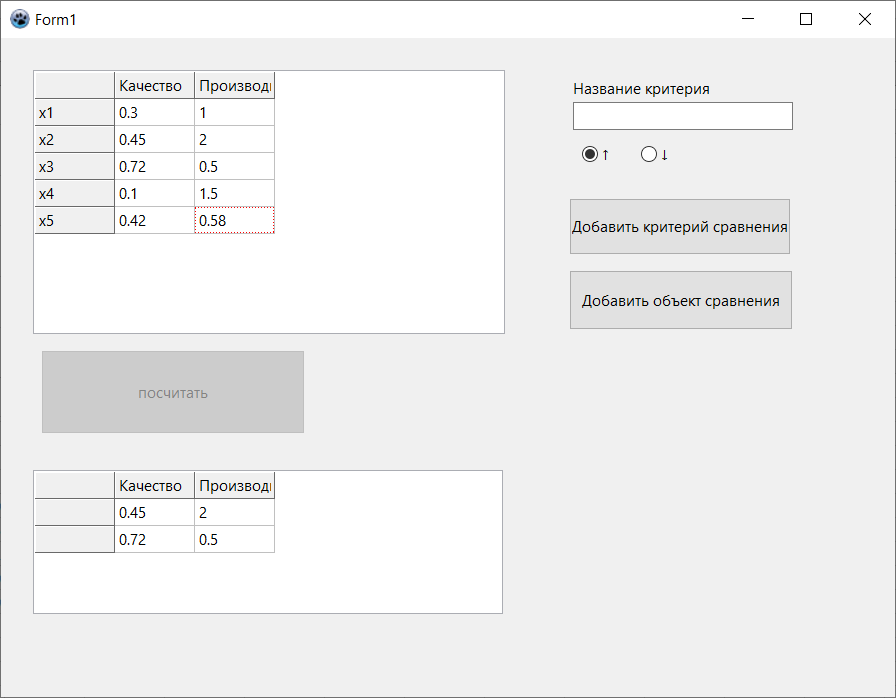 Form1
Качество Производ
x1 0.3 1
x2 0.45 2
x3 0.72 0.5
x4 0.1 1.5
x5 0.42 0.58
Название критерия
↑ ↓
Добавить критерий сравнения
Добавить объект сравнения
посчитать
Качество Производ
0.45 2
0.72 0.5